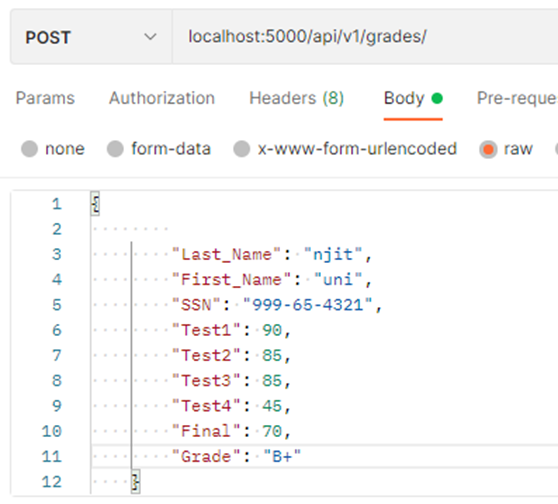 POST localhost:5000/api/v1/grades/
Params Authorization Headers (8) Body Pre-reque
none form-data x-www-form-urlencoded raw
1 {
2
3 "Last_Name": "njit",
4 "First_Name": "uni",
5 "SSN": "999-65-4321",
6 "Test1": 90,
7 "Test2": 85,
8 "Test3": 85,
9 "Test4": 45,
10 "Final": 70,
11 "Grade": "B+"
12 }